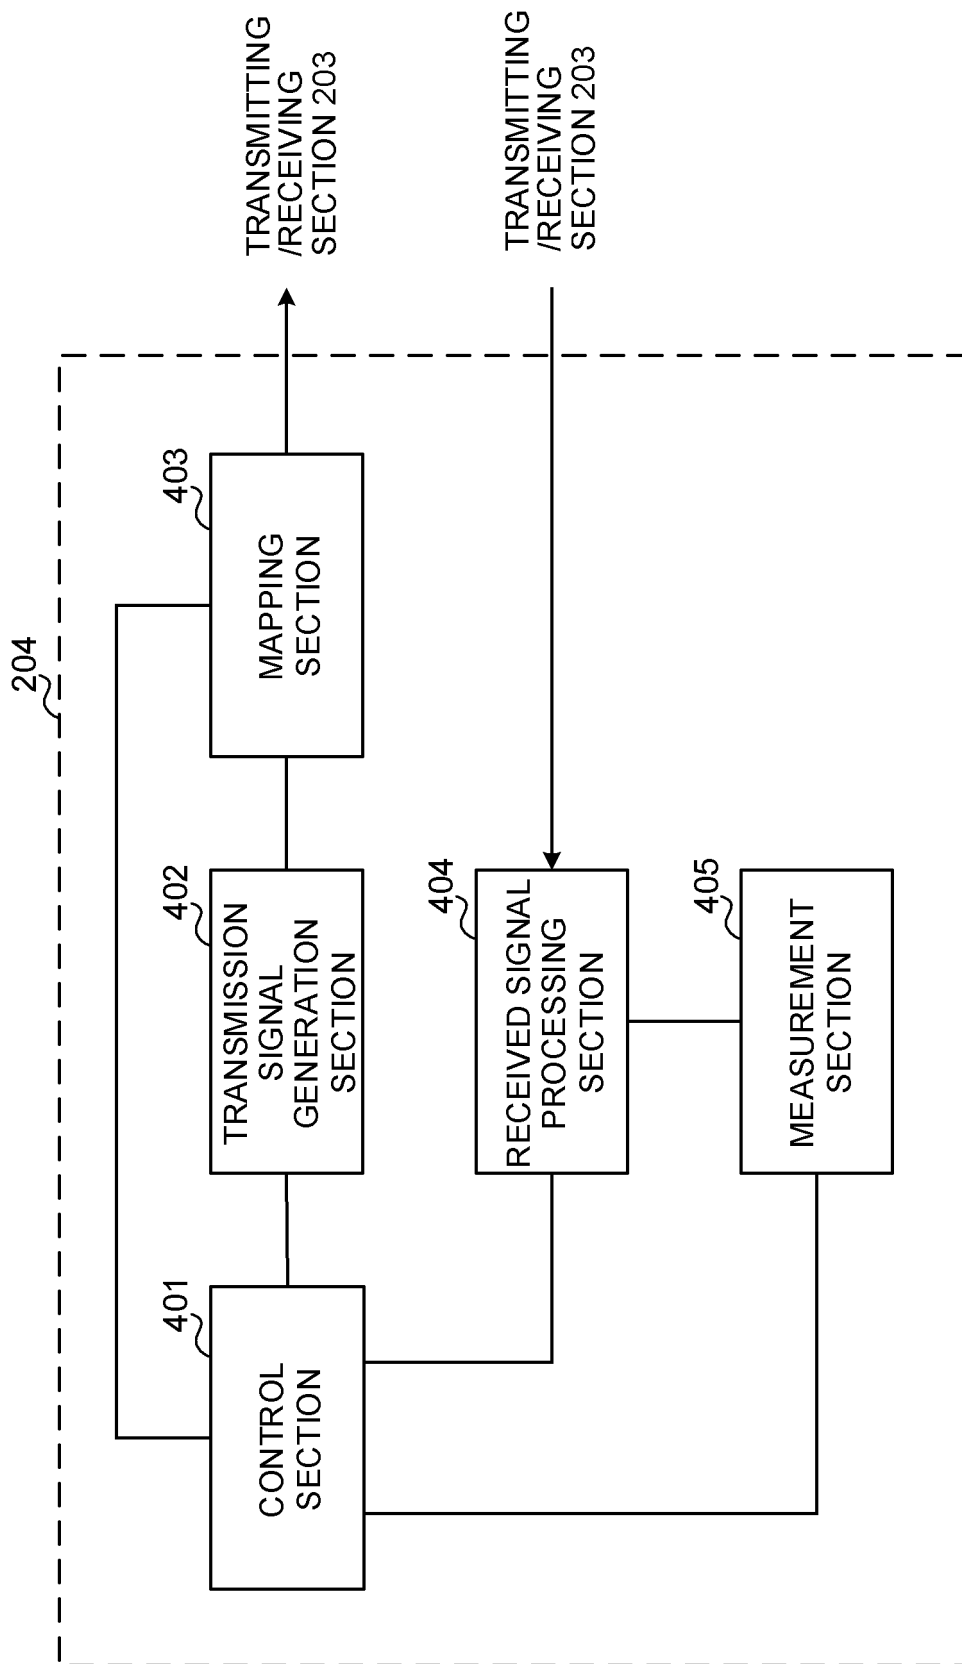 204
401
CONTROL
SECTION
402
TRANSMISSION
SIGNAL
GENERATION
SECTION
403
MAPPING
SECTION
TRANSMITTING
/RECEIVING
SECTION 203
404
RECEIVED SIGNAL
PROCESSING
SECTION
TRANSMITTING
/RECEIVING
SECTION 203
405
MEASUREMENT
SECTION